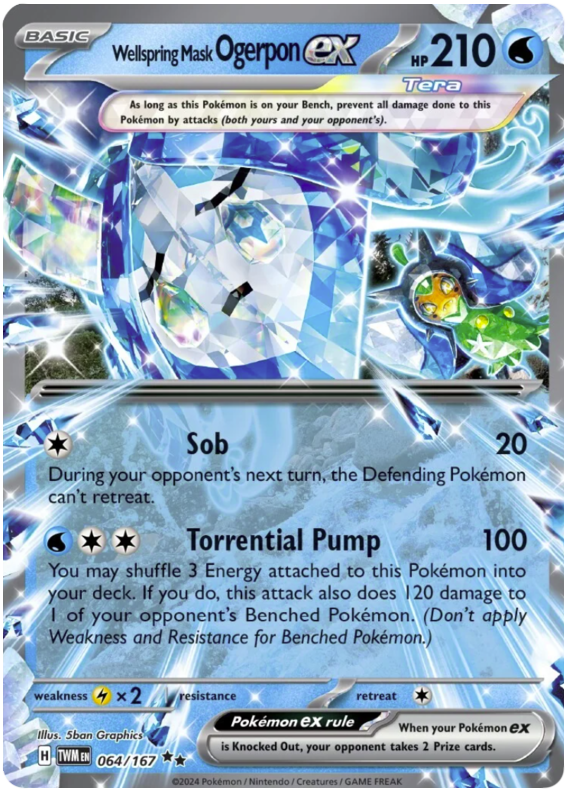 BASIC
Wellspring Mask Ogerpon ex HP 210
Tera
As long as this Pokémon is on your Bench, prevent all damage done to this
Pokémon by attacks (both yours and your opponent's).
Sob 20
During your opponent's next turn, the Defending Pokémon
can't retreat.
Torrential Pump 100
You may shuffle 3 Energy attached to this Pokémon into
your deck. If you do, this attack also does 120 damage to
1 of your opponent's Benched Pokémon. (Don't apply
Weakness and Resistance for Benched Pokémon.)
weakness ×2 resistance retreat
Illus. 5ban Graphics
Pokémon ex rule
When your Pokémon ex
is Knocked Out, your opponent takes 2 Prize cards.
H TWM EN 064/167
©2024 Pokémon / Nintendo / Creatures / GAME FREAK